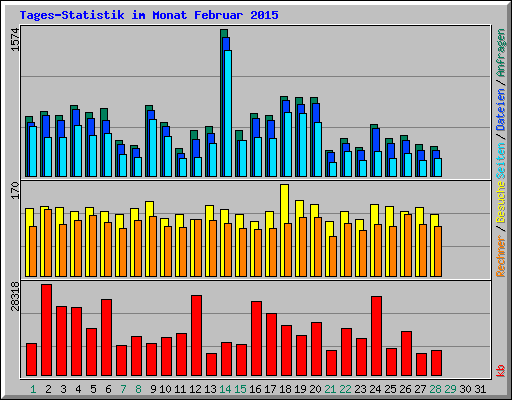 Tages-Statistik im Monat Februar 2015
1574
170
28318
Rechner / Besuche Seiten / Dateien / Anfragen
kb
1 2 3 4 5 6 7 8 9 10 11 12 13 14 15 16 17 18 19 20 21 22 23 24 25 26 27 28 29 30 31